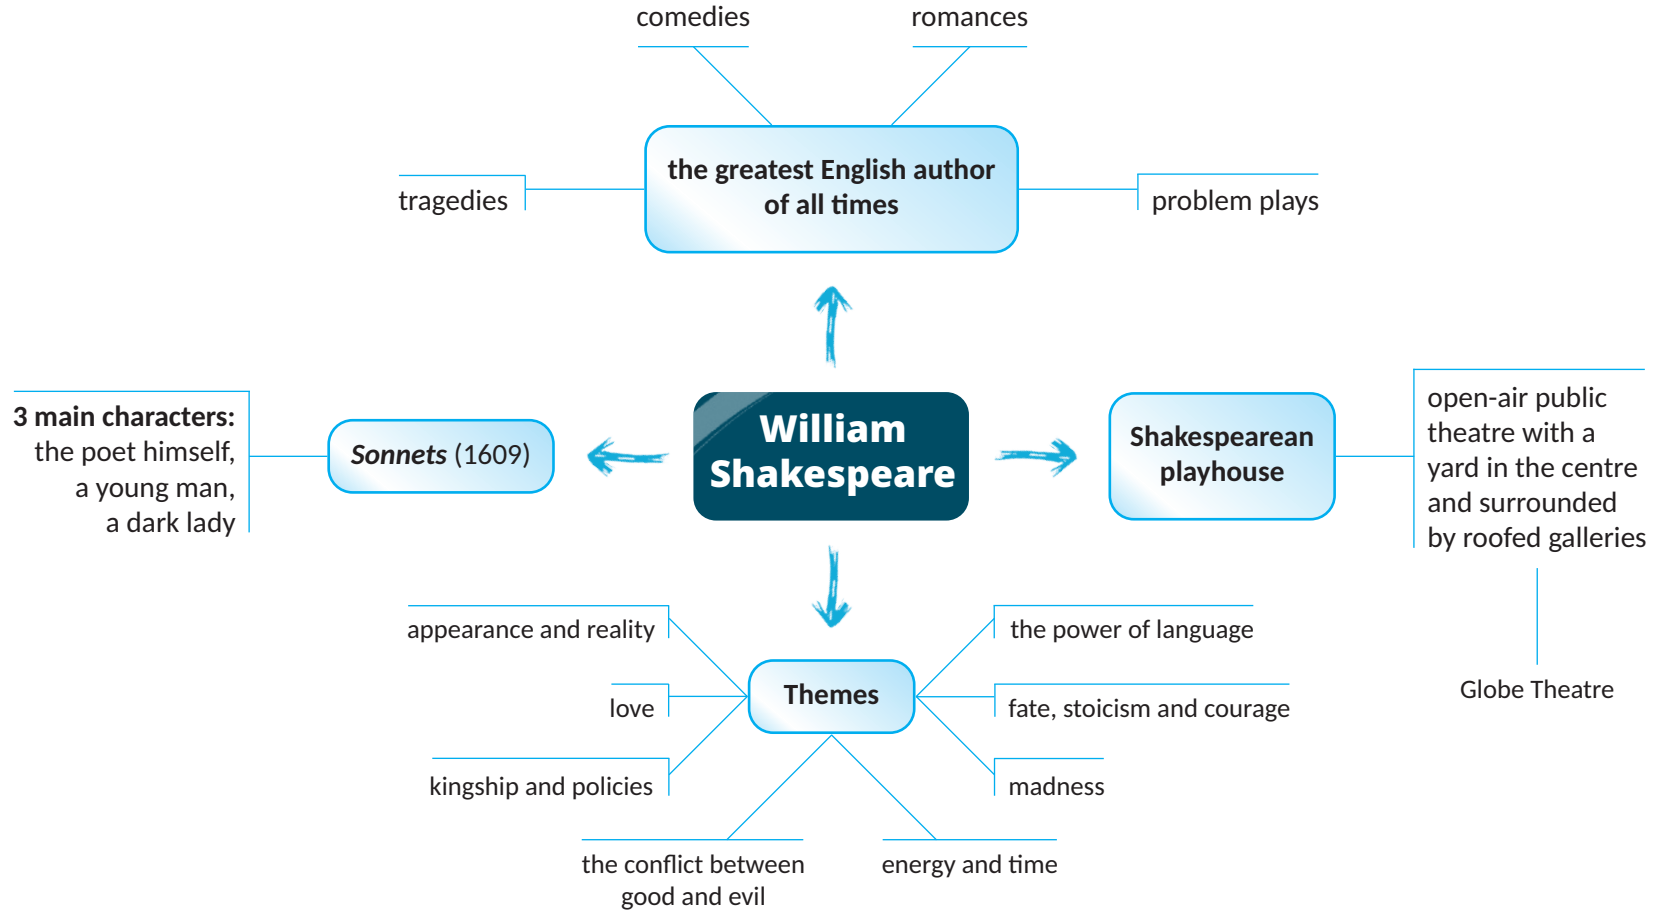 comedies
romances
the greatest English author
of all times
tragedies
problem plays
3 main characters:
the poet himself,
a young man,
a dark lady
Sonnets (1609)
William
Shakespeare
Shakespearean
playhouse
open-air public
theatre with a
yard in the centre
and surrounded
by roofed galleries
Globe Theatre
Themes
appearance and reality
love
kingship and policies
the conflict between
good and evil
energy and time
the power of language
fate, stoicism and courage
madness